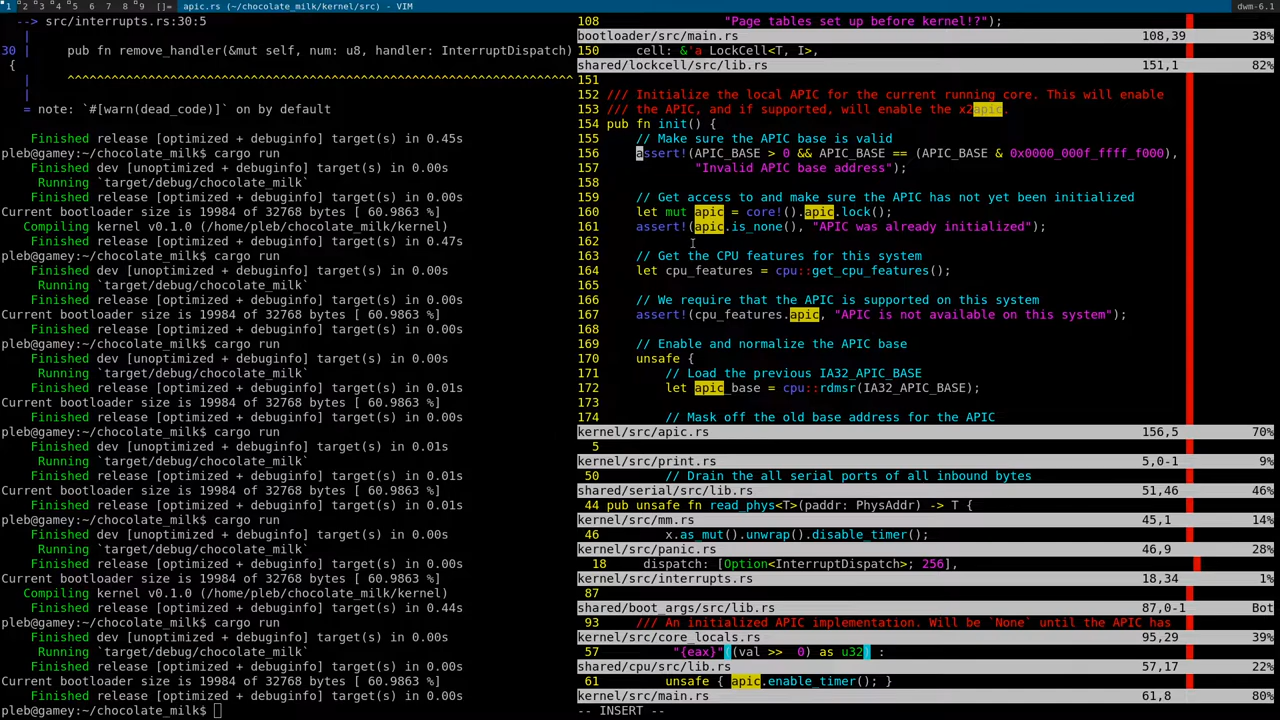 1 2 3 4 5 6 7 8 9 []= apic.rs (~/chocolate_milk/kernel/src) - VIM dwm-6.1
--> src/interrupts.rs:30:5
|
30 | pub fn remove_handler(&mut self, num: u8, handler: InterruptDispatch)
{
| ^^^^^^^^^^^^^^^^^^^^^^^^^^^^^^^^^^^^^^^^^^^^^^^^^^^^^^^^^^^^^^^^^^^^^
|
= note: `#[warn(dead_code)]` on by default
Finished release [optimized + debuginfo] target(s) in 0.45s
pleb@gamey:~/chocolate_milk$ cargo run
Finished dev [unoptimized + debuginfo] target(s) in 0.00s
Running `target/debug/chocolate_milk`
Finished release [optimized + debuginfo] target(s) in 0.00s
Current bootloader size is 19984 of 32768 bytes [ 60.9863 %]
Compiling kernel v0.1.0 (/home/pleb/chocolate_milk/kernel)
Finished release [optimized + debuginfo] target(s) in 0.47s
pleb@gamey:~/chocolate_milk$ cargo run
Finished dev [unoptimized + debuginfo] target(s) in 0.00s
Running `target/debug/chocolate_milk`
Finished release [optimized + debuginfo] target(s) in 0.00s
Current bootloader size is 19984 of 32768 bytes [ 60.9863 %]
Finished release [optimized + debuginfo] target(s) in 0.00s
pleb@gamey:~/chocolate_milk$ cargo run
Finished dev [unoptimized + debuginfo] target(s) in 0.00s
Running `target/debug/chocolate_milk`
Finished release [optimized + debuginfo] target(s) in 0.01s
Current bootloader size is 19984 of 32768 bytes [ 60.9863 %]
Finished release [optimized + debuginfo] target(s) in 0.00s
pleb@gamey:~/chocolate_milk$ cargo run
Finished dev [unoptimized + debuginfo] target(s) in 0.01s
Running `target/debug/chocolate_milk`
Finished release [optimized + debuginfo] target(s) in 0.01s
Current bootloader size is 19984 of 32768 bytes [ 60.9863 %]
Finished release [optimized + debuginfo] target(s) in 0.01s
pleb@gamey:~/chocolate_milk$ cargo run
Finished dev [unoptimized + debuginfo] target(s) in 0.00s
Running `target/debug/chocolate_milk`
Finished release [optimized + debuginfo] target(s) in 0.00s
Current bootloader size is 19984 of 32768 bytes [ 60.9863 %]
Compiling kernel v0.1.0 (/home/pleb/chocolate_milk/kernel)
Finished release [optimized + debuginfo] target(s) in 0.44s
pleb@gamey:~/chocolate_milk$ cargo run
Finished dev [unoptimized + debuginfo] target(s) in 0.00s
Running `target/debug/chocolate_milk`
Finished release [optimized + debuginfo] target(s) in 0.00s
Current bootloader size is 19984 of 32768 bytes [ 60.9863 %]
Finished release [optimized + debuginfo] target(s) in 0.00s
pleb@gamey:~/chocolate_milk$
108 "Page tables set up before kernel!?");
bootloader/src/main.rs 108,39 38%
150 cell: &'a LockCell<T, I>,
shared/lockcell/src/lib.rs 151,1 82%
151
152 /// Initialize the local APIC for the current running core. This will enable
153 /// the APIC, and if supported, will enable the x2apic.
154 pub fn init() {
155 // Make sure the APIC base is valid
156 assert!(APIC_BASE > 0 && APIC_BASE == (APIC_BASE & 0x0000_000f_ffff_f000),
157 "Invalid APIC base address");
158
159 // Get access to and make sure the APIC has not yet been initialized
160 let mut apic = core!().apic.lock();
161 assert!(apic.is_none(), "APIC was already initialized");
162
163 // Get the CPU features for this system
164 let cpu_features = cpu::get_cpu_features();
165
166 // We require that the APIC is supported on this system
167 assert!(cpu_features.apic, "APIC is not available on this system");
168
169 // Enable and normalize the APIC base
170 unsafe {
171 // Load the previous IA32_APIC_BASE
172 let apic_base = cpu::rdmsr(IA32_APIC_BASE);
173
174 // Mask off the old base address for the APIC
kernel/src/apic.rs 156,5 70%
5
kernel/src/print.rs 5,0-1 9%
50 // Drain the all serial ports of all inbound bytes
shared/serial/src/lib.rs 51,46 46%
44 pub unsafe fn read_phys<T>(paddr: PhysAddr) -> T {
kernel/src/mm.rs 45,1 14%
46 x.as_mut().unwrap().disable_timer();
kernel/src/panic.rs 46,9 28%
18 dispatch: [Option<InterruptDispatch>; 256],
kernel/src/interrupts.rs 18,34 1%
87
shared/boot_args/src/lib.rs 87,0-1 Bot
93 /// An initialized APIC implementation. Will be `None` until the APIC has
kernel/src/core_locals.rs 95,29 39%
57 "{eax}"((val >> 0) as u32) :
shared/cpu/src/lib.rs 57,17 22%
61 unsafe { apic.enable_timer(); }
kernel/src/main.rs 61,8 80%
-- INSERT --